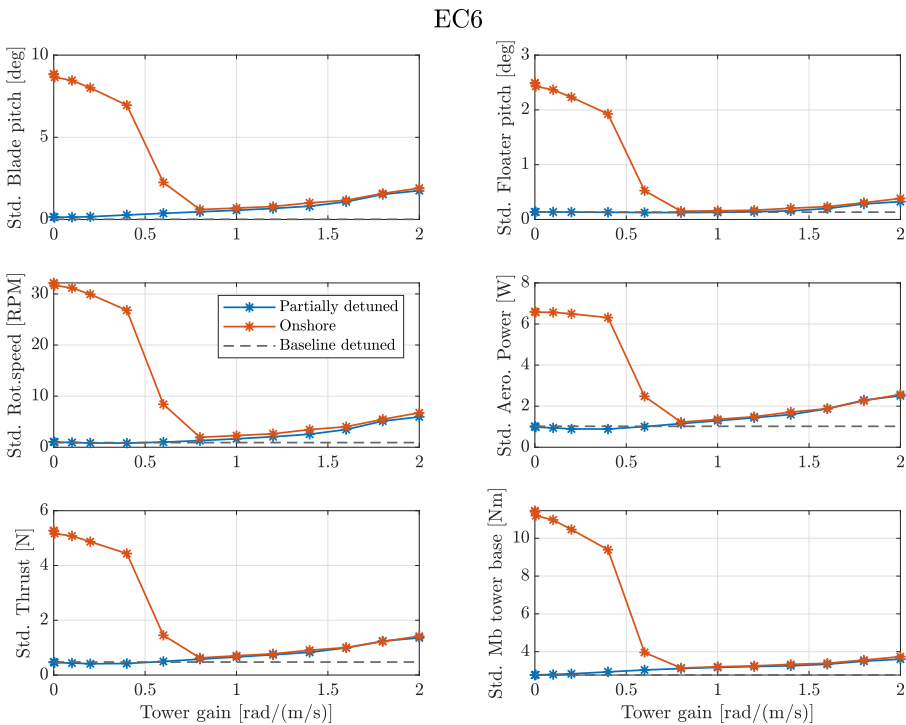 EC6
Std. Blade pitch [deg]
10
5
0
0 0.5 1 1.5 2
Std. Floater pitch [deg]
3
2
1
0
0 0.5 1 1.5 2
Std. Rot.speed [RPM]
30
20
10
0
0 0.5 1 1.5 2
Partially detuned
Onshore
Baseline detuned
Std. Aero. Power [W]
8
6
4
2
0
0 0.5 1 1.5 2
Std. Thrust [N]
6
4
2
0
0 0.5 1 1.5 2
Tower gain [rad/(m/s)]
Std. Mb tower base [Nm]
10
8
6
4
0 0.5 1 1.5 2
Tower gain [rad/(m/s)]